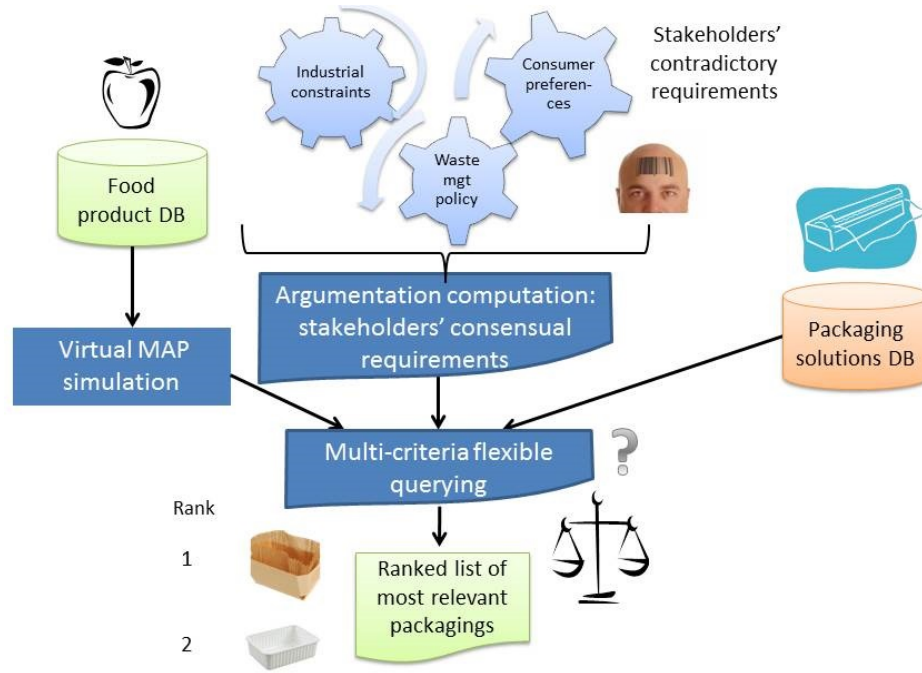 Industrial
constraints
Consumer
preferen-
ces
Waste
mgt
policy
Stakeholders’
contradictory
requirements
Food
product DB
Argumentation computation:
stakeholders’ consensual
requirements
Packaging
solutions DB
Virtual MAP
simulation
Multi-criteria flexible
querying
?
Rank
1
2
Ranked list of
most relevant
packagings